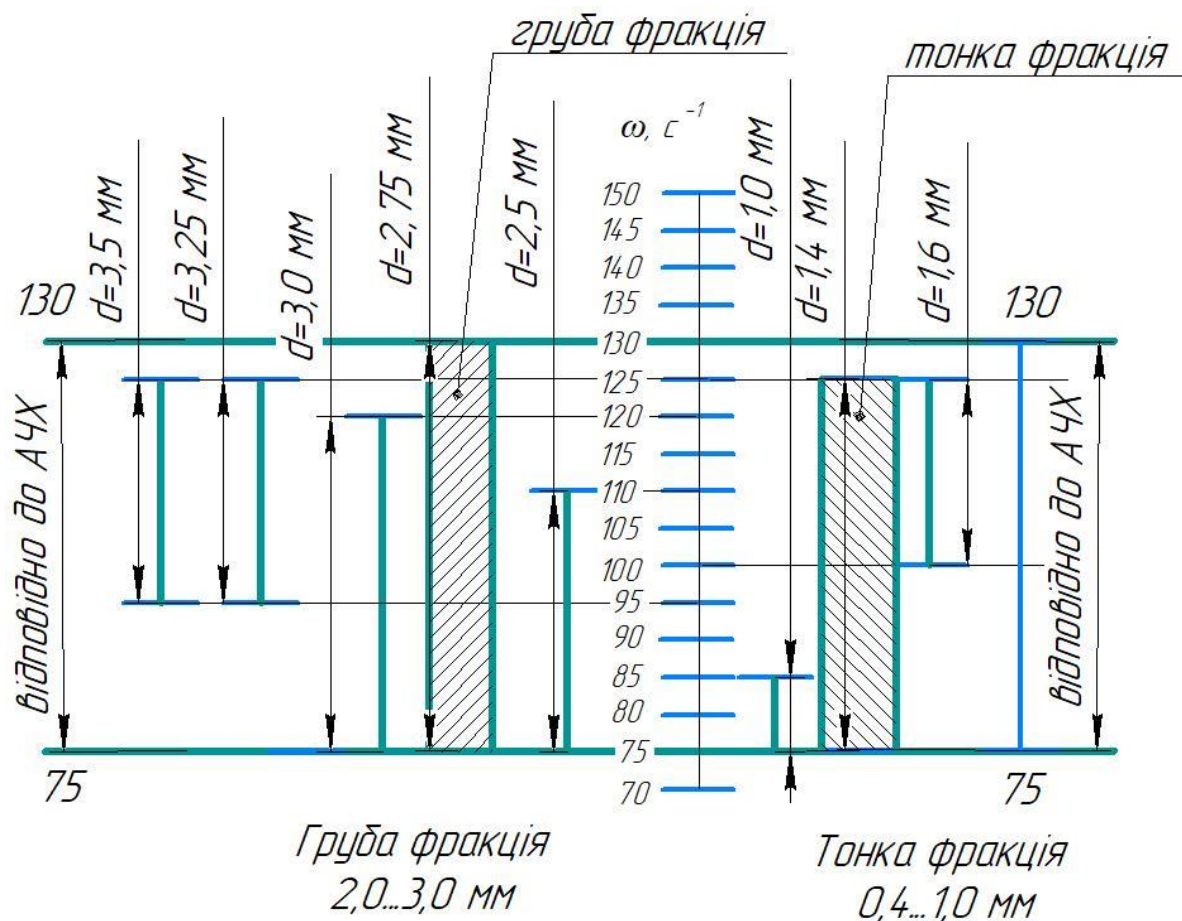 груба фракція
тонка фракція
ω, с⁻¹
d=3,5 мм
d=3,25 мм
d=3,0 мм
d=2,75 мм
d=2,5 мм
d=1,0 мм
d=1,4 мм
d=1,6 мм
150
145
140
135
130
125
120
115
110
105
100
95
90
85
80
75
70
130
130
відповідно до АЧХ
відповідно до АЧХ
75
75
Груба фракція
2,0...3,0 мм
Тонка фракція
0,4...1,0 мм